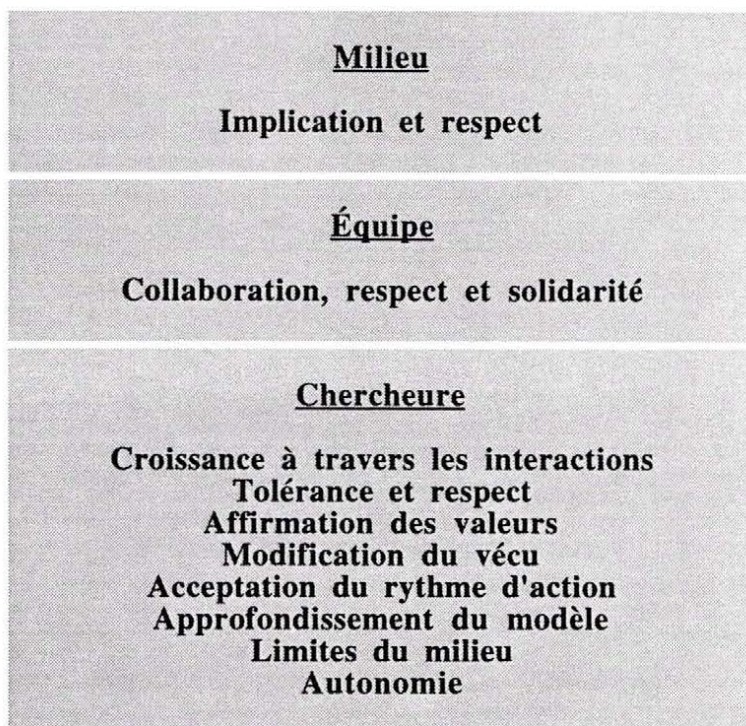 Milieu
Implication et respect
Équipe
Collaboration, respect et solidarité
Chercheure
Croissance à travers les interactions
Tolérance et respect
Affirmation des valeurs
Modification du vécu
Acceptation du rythme d'action
Approfondissement du modèle
Limites du milieu
Autonomie